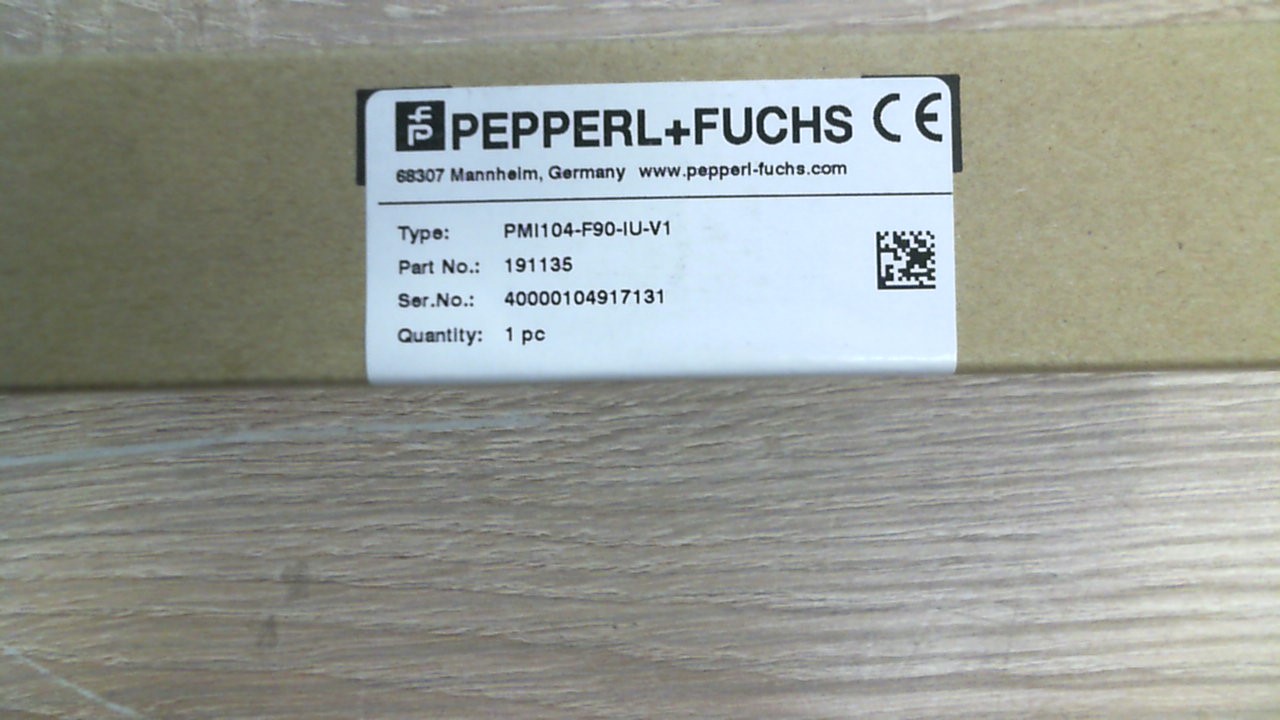 PEPPERL+FUCHS CE
68307 Mannheim, Germany www.pepperl-fuchs.com
Type: PMI104-F90-IU-V1
Part No.: 191135
Ser.No.: 40000104917131
Quantity: 1 pc